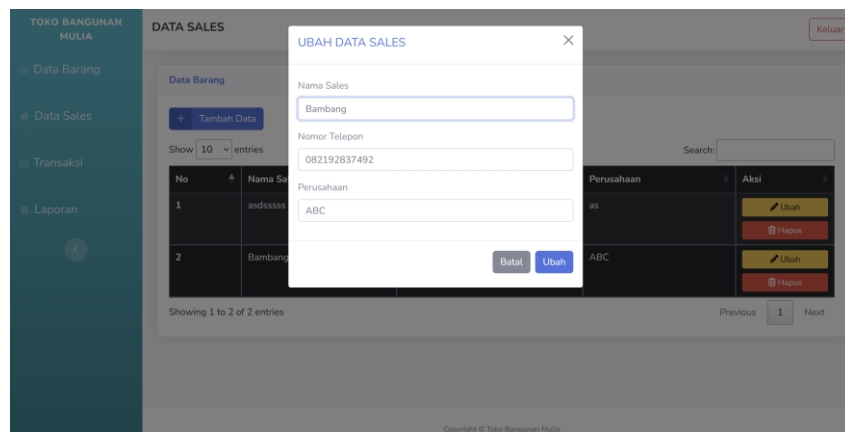 TOKO BANGUNAN
MULIA
Data Barang
Data Sales
Transaksi
Laporan
DATA SALES
Keluar
Data Barang
+ Tambah Data
Show 10 entries
Search:
No Nama Sa Perusahaan Aksi
1 asdsssss as Ubah
Hapus
2 Bambang ABC Ubah
Hapus
Showing 1 to 2 of 2 entries
Previous 1 Next
UBAH DATA SALES
Nama Sales
Bambang
Nomor Telepon
082192837492
Perusahaan
ABC
Batal Ubah
Copyright © Toko Bangunan Mulia